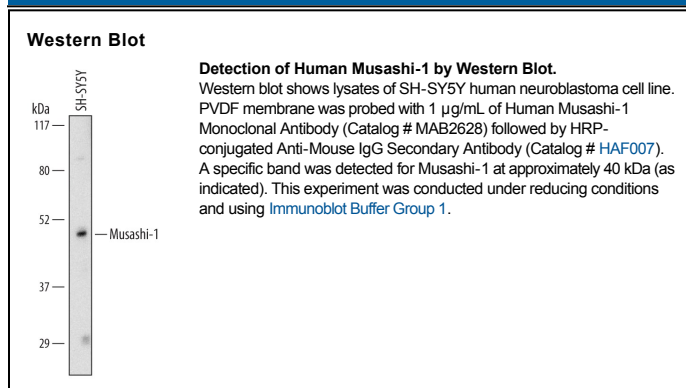 Western Blot
SH-SY5Y
kDa
117
80
52
Musashi-1
37
29
Detection of Human Musashi-1 by Western Blot.
Western blot shows lysates of SH-SY5Y human neuroblastoma cell line.
PVDF membrane was probed with 1 µg/mL of Human Musashi-1
Monoclonal Antibody (Catalog # MAB2628) followed by HRP-
conjugated Anti-Mouse IgG Secondary Antibody (Catalog # HAF007).
A specific band was detected for Musashi-1 at approximately 40 kDa (as
indicated). This experiment was conducted under reducing conditions
and using Immunoblot Buffer Group 1.